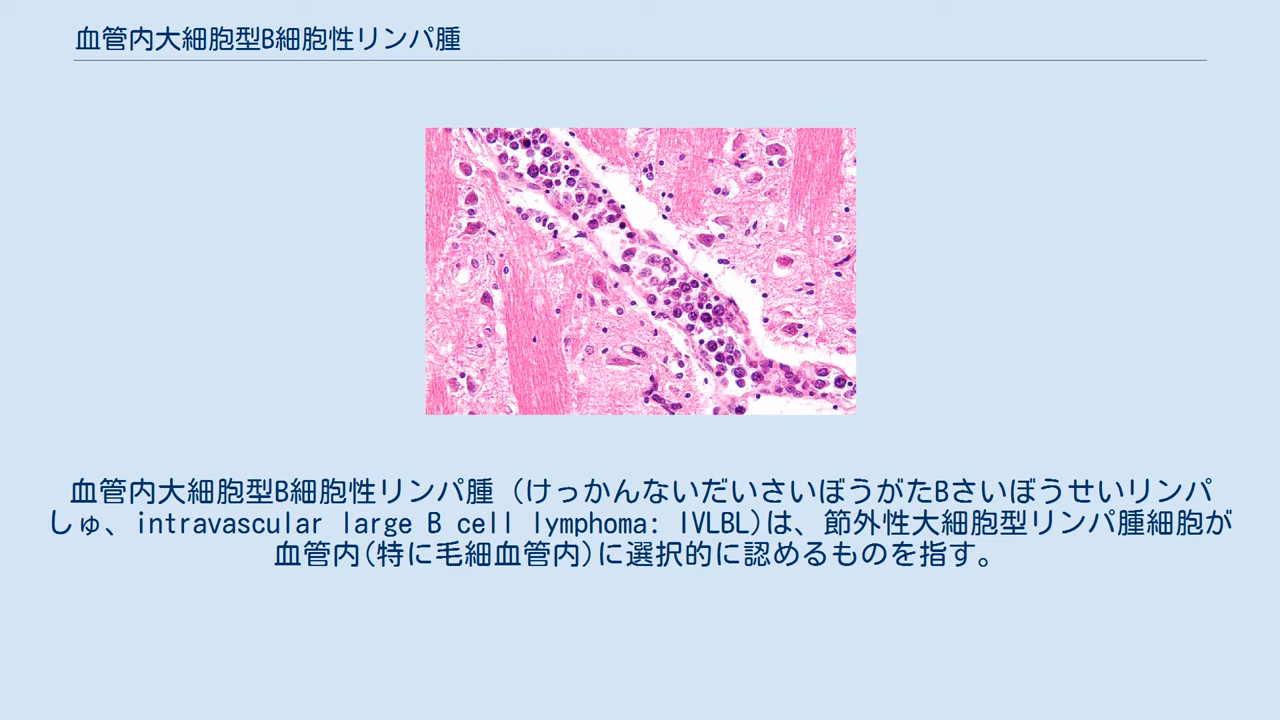 血管内大細胞型B細胞性リンパ腫
血管内大細胞型B細胞性リンパ腫（けっかんないだいさいぼうがたBさいぼうせいリンパ
しゅ、intravascular large B cell lymphoma: IVLBL)は、節外性大細胞型リンパ腫細胞が
血管内(特に毛細血管内)に選択的に認めるものを指す。